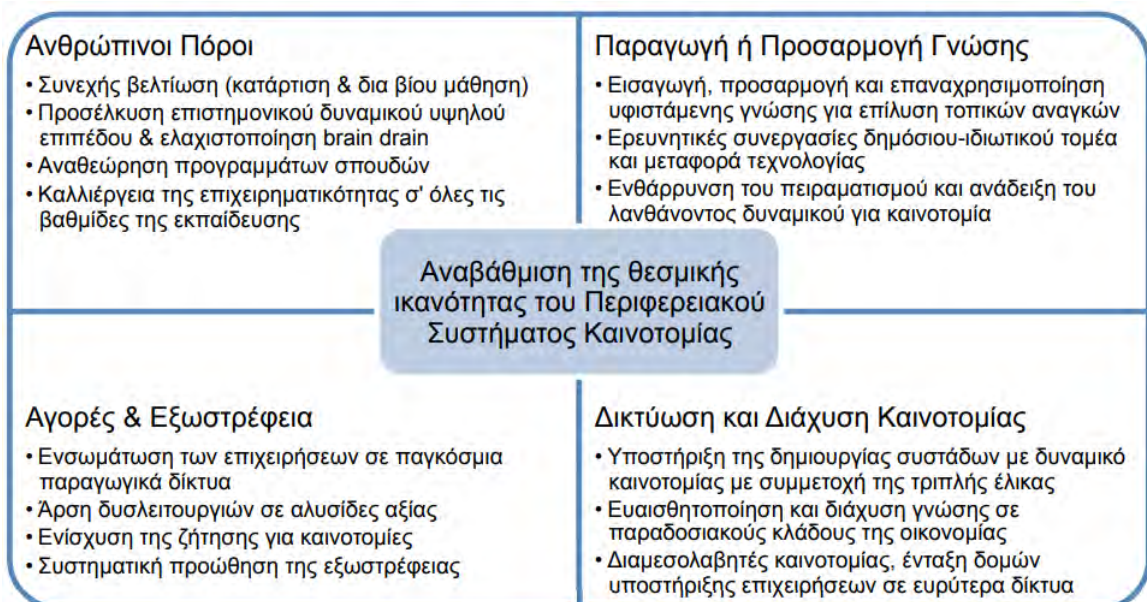 Ανθρώπινοι Πόροι
• Συνεχής βελτίωση (κατάρτιση & δια βίου μάθηση)
• Προσέλκυση επιστημονικού δυναμικού υψηλού
επιπέδου & ελαχιστοποίηση brain drain
• Αναθεώρηση προγραμμάτων σπουδών
• Καλλιέργεια της επιχειρηματικότητας σ' όλες τις
βαθμίδες της εκπαίδευσης
Παραγωγή ή Προσαρμογή Γνώσης
• Εισαγωγή, προσαρμογή και επαναχρησιμοποίηση
υφιστάμενης γνώσης για επίλυση τοπικών αναγκών
• Ερευνητικές συνεργασίες δημόσιου-ιδιωτικού τομέα
και μεταφορά τεχνολογίας
• Ενθάρρυνση του πειραματισμού και ανάδειξη του
λανθάνοντος δυναμικού για καινοτομία
Αναβάθμιση της θεσμικής
ικανότητας του Περιφερειακού
Συστήματος Καινοτομίας
Αγορές & Εξωστρέφεια
• Ενσωμάτωση των επιχειρήσεων σε παγκόσμια
παραγωγικά δίκτυα
• Άρση δυσλειτουργιών σε αλυσίδες αξίας
• Ενίσχυση της ζήτησης για καινοτομίες
• Συστηματική προώθηση της εξωστρέφειας
Δικτύωση και Διάχυση Καινοτομίας
• Υποστήριξη της δημιουργίας συστάδων με δυναμικό
καινοτομίας με συμμετοχή της τριπλής έλικας
• Ευαισθητοποίηση και διάχυση γνώσης σε
παραδοσιακούς κλάδους της οικονομίας
• Διαμεσολαβητές καινοτομίας, ένταξη δομών
υποστήριξης επιχειρήσεων σε ευρύτερα δίκτυα